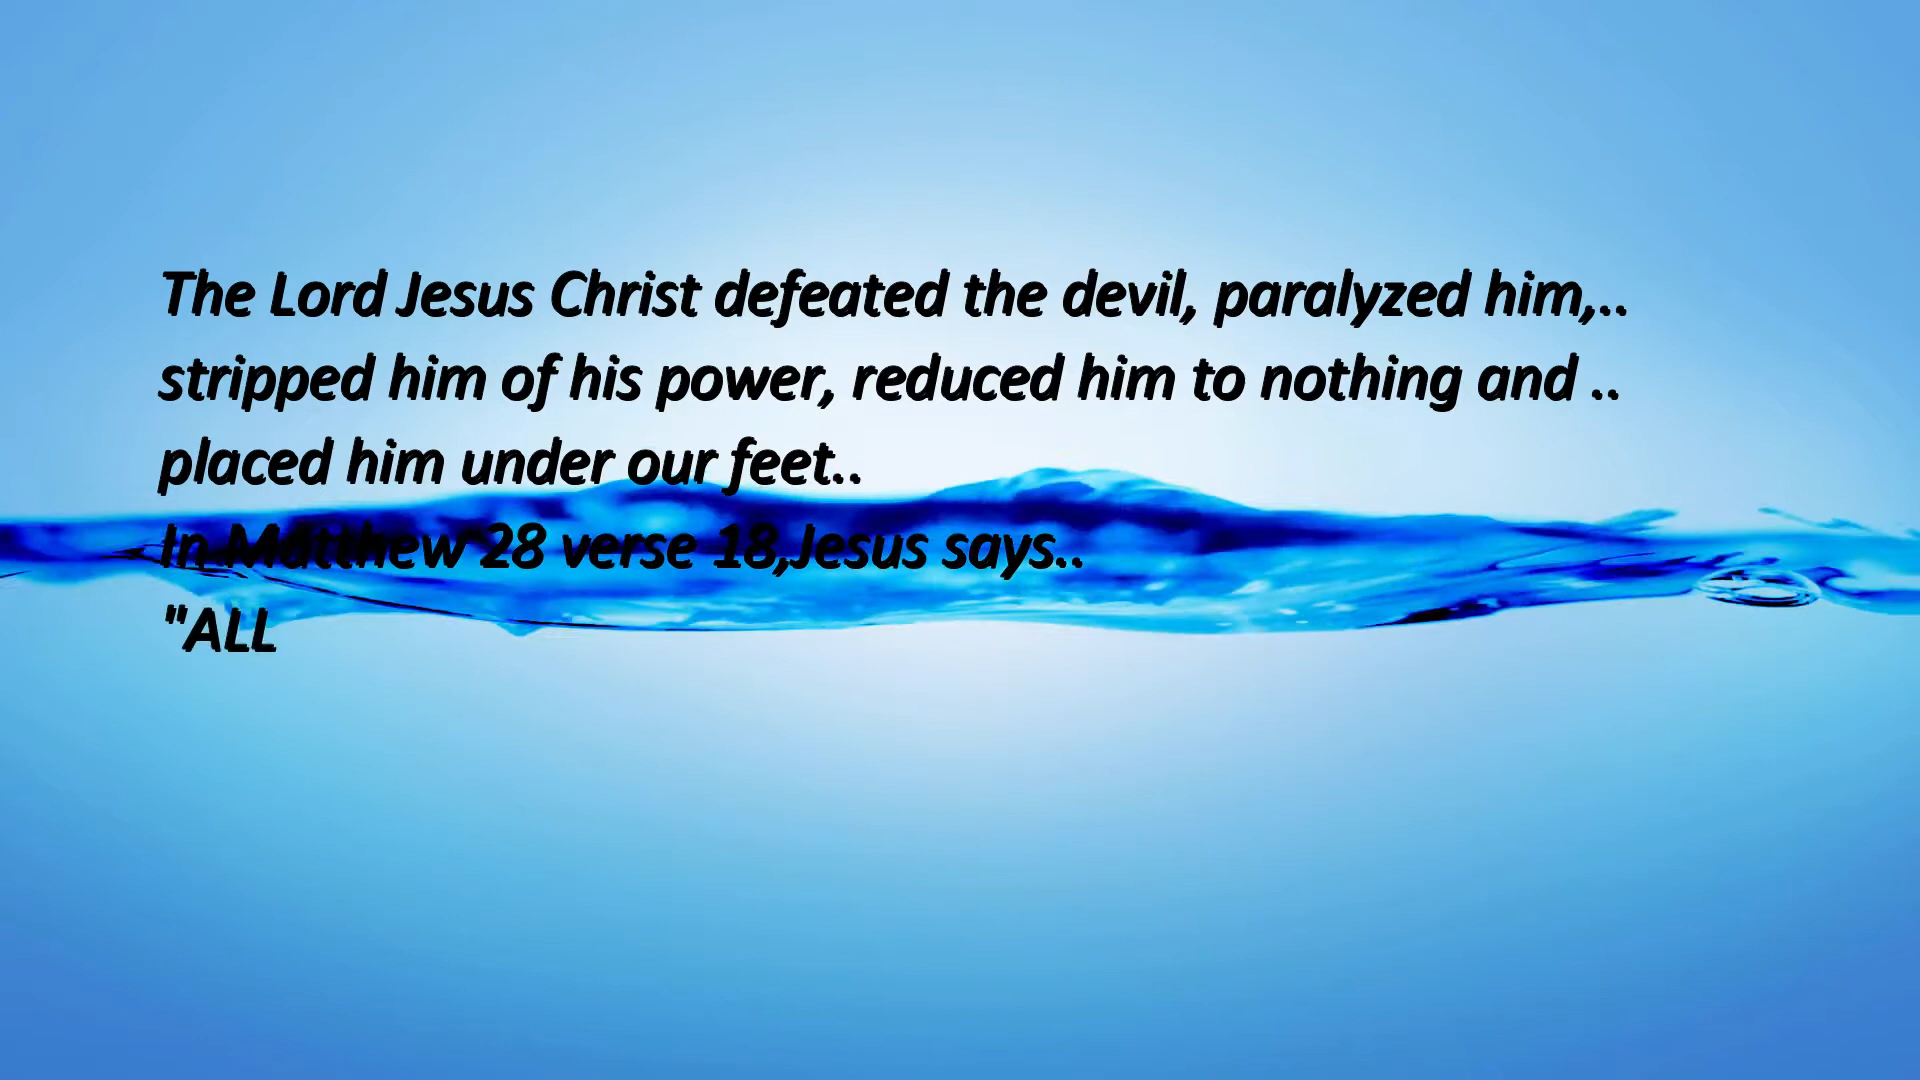 The Lord Jesus Christ defeated the devil, paralyzed him,..
stripped him of his power, reduced him to nothing and ..
placed him under our feet..
In Matthew 28 verse 18,Jesus says..
"ALL